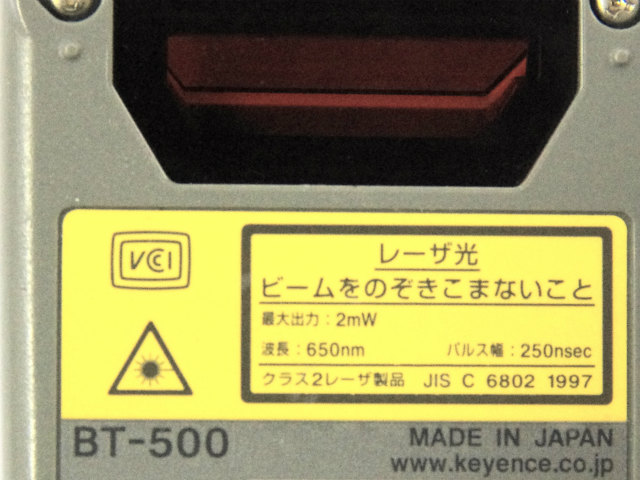 VCCI
レーザ光
ビームをのぞきこまないこと
最大出力:2mW
波長:650nm パルス幅:250nsec
クラス2レーザ製品 JIS C 6802 1997
BT-500
MADE IN JAPAN
www.keyence.co.jp